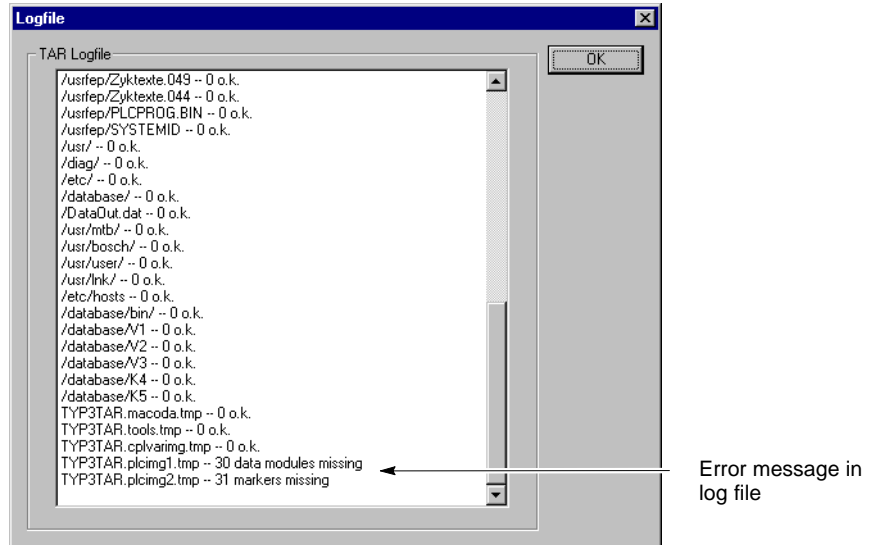 Logfile
TAR Logfile
OK
/usrfep/Zyktexte.049 -- 0 o.k.
/usrfep/Zyktexte.044 -- 0 o.k.
/usrfep/PLCPROG.BIN -- 0 o.k.
/usrfep/SYSTEMID -- 0 o.k.
/usr/ -- 0 o.k.
/diag/ -- 0 o.k.
/etc/ -- 0 o.k.
/database/ -- 0 o.k.
/DataOut.dat -- 0 o.k.
/usr/mtb/ -- 0 o.k.
/usr/bosch/ -- 0 o.k.
/usr/user/ -- 0 o.k.
/usr/lnk/ -- 0 o.k.
/etc/hosts -- 0 o.k.
/database/bin/ -- 0 o.k.
/database/V1 -- 0 o.k.
/database/V2 -- 0 o.k.
/database/V3 -- 0 o.k.
/database/K4 -- 0 o.k.
/database/K5 -- 0 o.k.
TYP3TAR.macoda.tmp -- 0 o.k.
TYP3TAR.tools.tmp -- 0 o.k.
TYP3TAR.cplvarimg.tmp -- 0 o.k.
TYP3TAR.plcimg1.tmp -- 30 data modules missing
TYP3TAR.plcimg2.tmp -- 31 markers missing
Error message in
log file